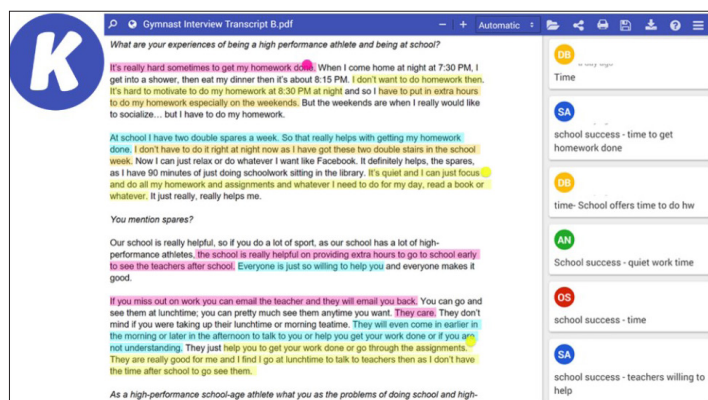 K
Gymnast Interview Transcript B.pdf
Automatic
What are your experiences of being a high performance athlete and being at school?
It's really hard sometimes to get my homework done. When I come home at night at 7:30 PM, I
get into a shower, then eat my dinner then it's about 8:15 PM. I don't want to do homework then.
It's hard to motivate to do my homework at 8:30 PM at night and so I have to put in extra hours
to do my homework especially on the weekends. But the weekends are when I really would like
to socialize… but I have to do my homework.
At school I have two double spares a week. So that really helps with getting my homework
done. I don't have to do it right at night now as I have got these two double stairs in the school
week. Now I can just relax or do whatever I want like Facebook. It definitely helps, the spares,
as I have 90 minutes of just doing schoolwork sitting in the library. It's quiet and I can just focus
and do all my homework and assignments and whatever I need to do for my day, read a book or
whatever. It just really, really helps me.
You mention spares?
Our school is really helpful, so if you do a lot of sport, as our school has a lot of high-
performance athletes, the school is really helpful on providing extra hours to go to school early
to see the teachers after school. Everyone is just so willing to help you and everyone makes it
good.
If you miss out on work you can email the teacher and they will email you back. You can go and
see them at lunchtime; you can pretty much see them anytime you want. They care. They don't
mind if you were taking up their lunchtime or morning teatime. They will even come in earlier in
the morning or later in the afternoon to talk to you or help you get your work done or if you are
not understanding. They just help you to get your work done or go through the assignments.
They are really good for me and I find I go at lunchtime to talk to teachers then as I don't have
the time after school to go see them.
As a high-performance school-age athlete what you as the problems of doing school and high-
DB
Time
SA
school success - time to get
homework done
DB
time- School offers time to do hw
AN
School success - quiet work time
OS
school success - time
SA
school success - teachers willing to
help